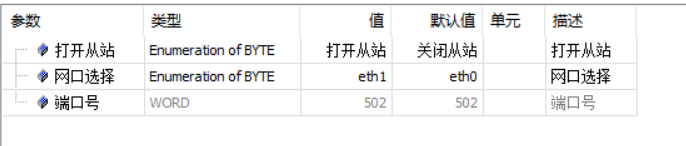 参数 类型 值 默认值 单元 描述
打开从站 Enumeration of BYTE 打开从站 关闭从站 打开从站
网口选择 Enumeration of BYTE eth1 eth0 网口选择
端口号 WORD 502 502 端口号